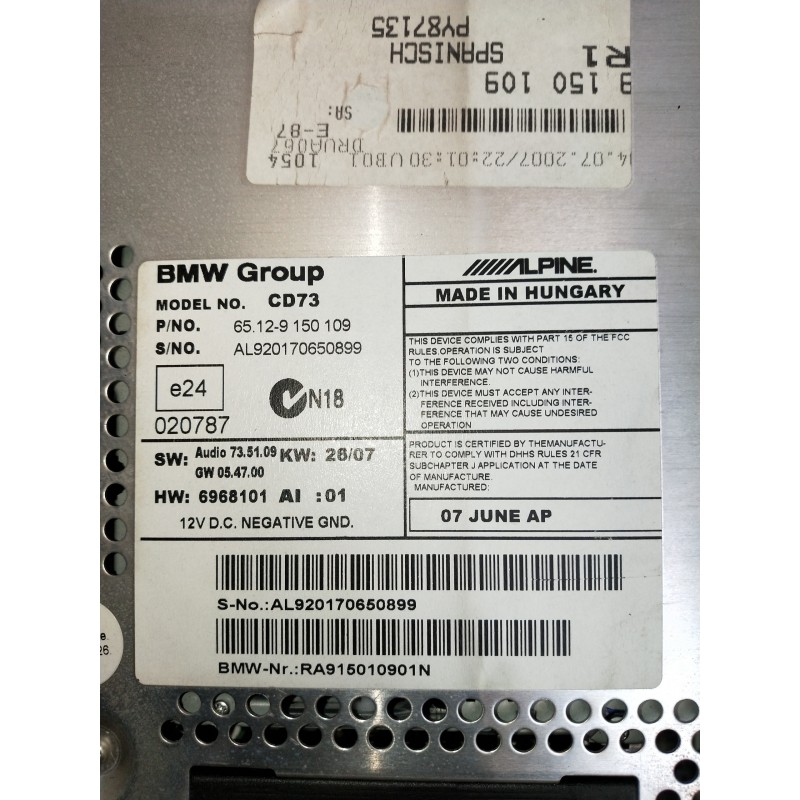 PY87135
SPANISCH
R1
9 150 109
SA:
E-87
DRUA067
1054
4.07.2007/22:01:30 UB01
BMW Group
MODEL NO. CD73
P/NO. 65.12-9 150 109
S/NO. AL920170650899
e24
020787
N18
ALPINE.
MADE IN HUNGARY
THIS DEVICE COMPLIES WITH PART 15 OF THE FCC
RULES.OPERATION IS SUBJECT
TO THE FOLLOWING TWO CONDITIONS:
(1)THIS DEVICE MAY NOT CAUSE HARMFUL
INTERFERENCE.
(2)THIS DEVICE MUST ACCEPT ANY INTER-
FERENCE RECEIVED INCLUDING INTER-
FERENCE THAT MAY CAUSE UNDESIRED
OPERATION
SW: Audio 73.51.09 KW: 26/07
GW 05.47.00
HW: 6968101 AI :01
12V D.C. NEGATIVE GND.
PRODUCT IS CERTIFIED BY THEMANUFACTU-
RER TO COMPLY WITH DHHS RULES 21 CFR
SUBCHAPTER J APPLICATION AT THE DATE
OF MANUFACTURE.
MANUFACTURED:
07 JUNE AP
S-No.:AL920170650899
BMW-Nr.:RA915010901N
e.
26.